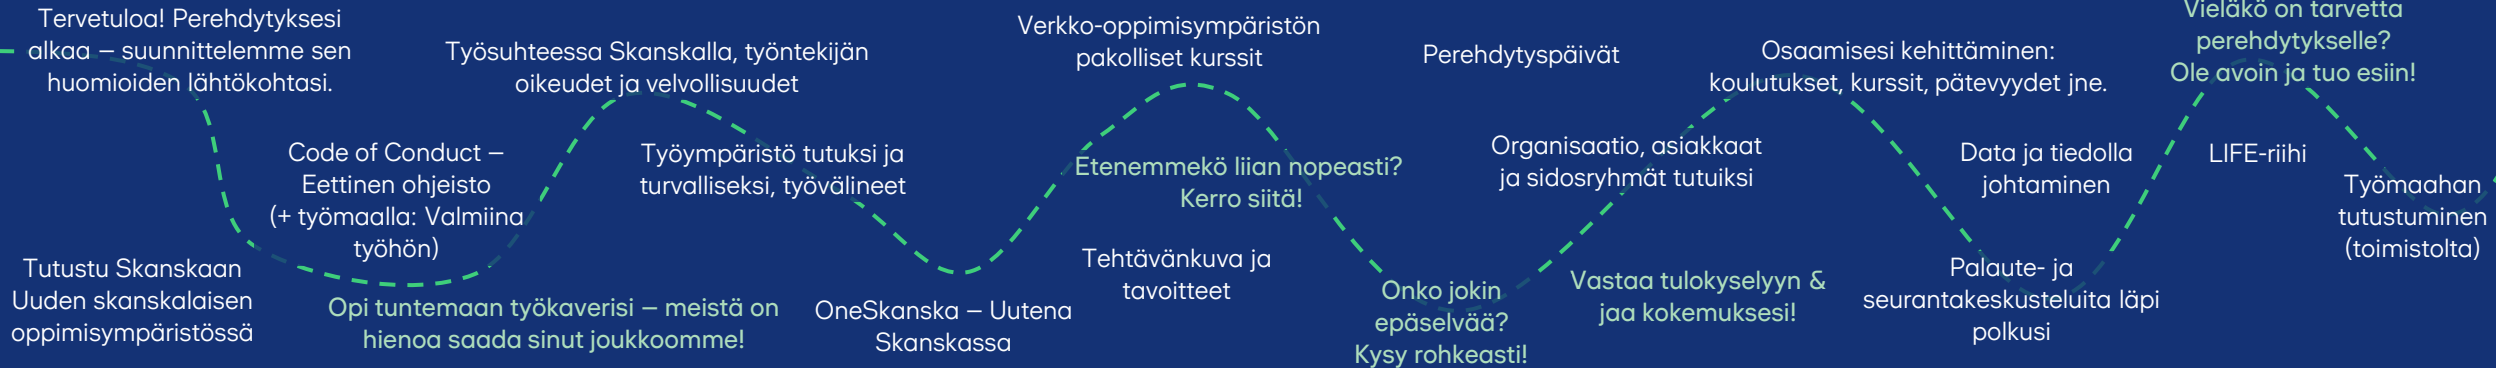 Tervetuloa! Perehdytyksesi
alkaa – suunnittelemme sen
huomioiden lähtökohtasi.
Tutustu Skanskaan
Uuden skanskalaisen
oppimisympäristössä
Code of Conduct –
Eettinen ohjeisto
(+ työmaalla: Valmiina
työhön)
Opi tuntemaan työkaverisi – meistä on
hienoa saada sinut joukkoomme!
Työsuhteessa Skanskalla, työntekijän
oikeudet ja velvollisuudet
Työympäristö tutuksi ja
turvalliseksi, työvälineet
OneSkanska – Uutena
Skanskassa
Verkko-oppimisympäristön
pakolliset kurssit
Etenemmekö liian nopeasti?
Kerro siitä!
Tehtävänkuva ja
tavoitteet
Onko jokin
epäselvää?
Kysy rohkeasti!
Perehdytyspäivät
Organisaatio, asiakkaat
ja sidosryhmät tutuiksi
Vastaa tulokyselyyn &
jaa kokemuksesi!
Osaamisesi kehittäminen:
koulutukset, kurssit, pätevyydet jne.
Data ja tiedolla
johtaminen
Palaute- ja
seurantakeskusteluita läpi
polkusi
Vieläkö on tarvetta
perehdytykselle?
Ole avoin ja tuo esiin!
LIFE-riihi
Työmaahan
tutustuminen
(toimistolta)